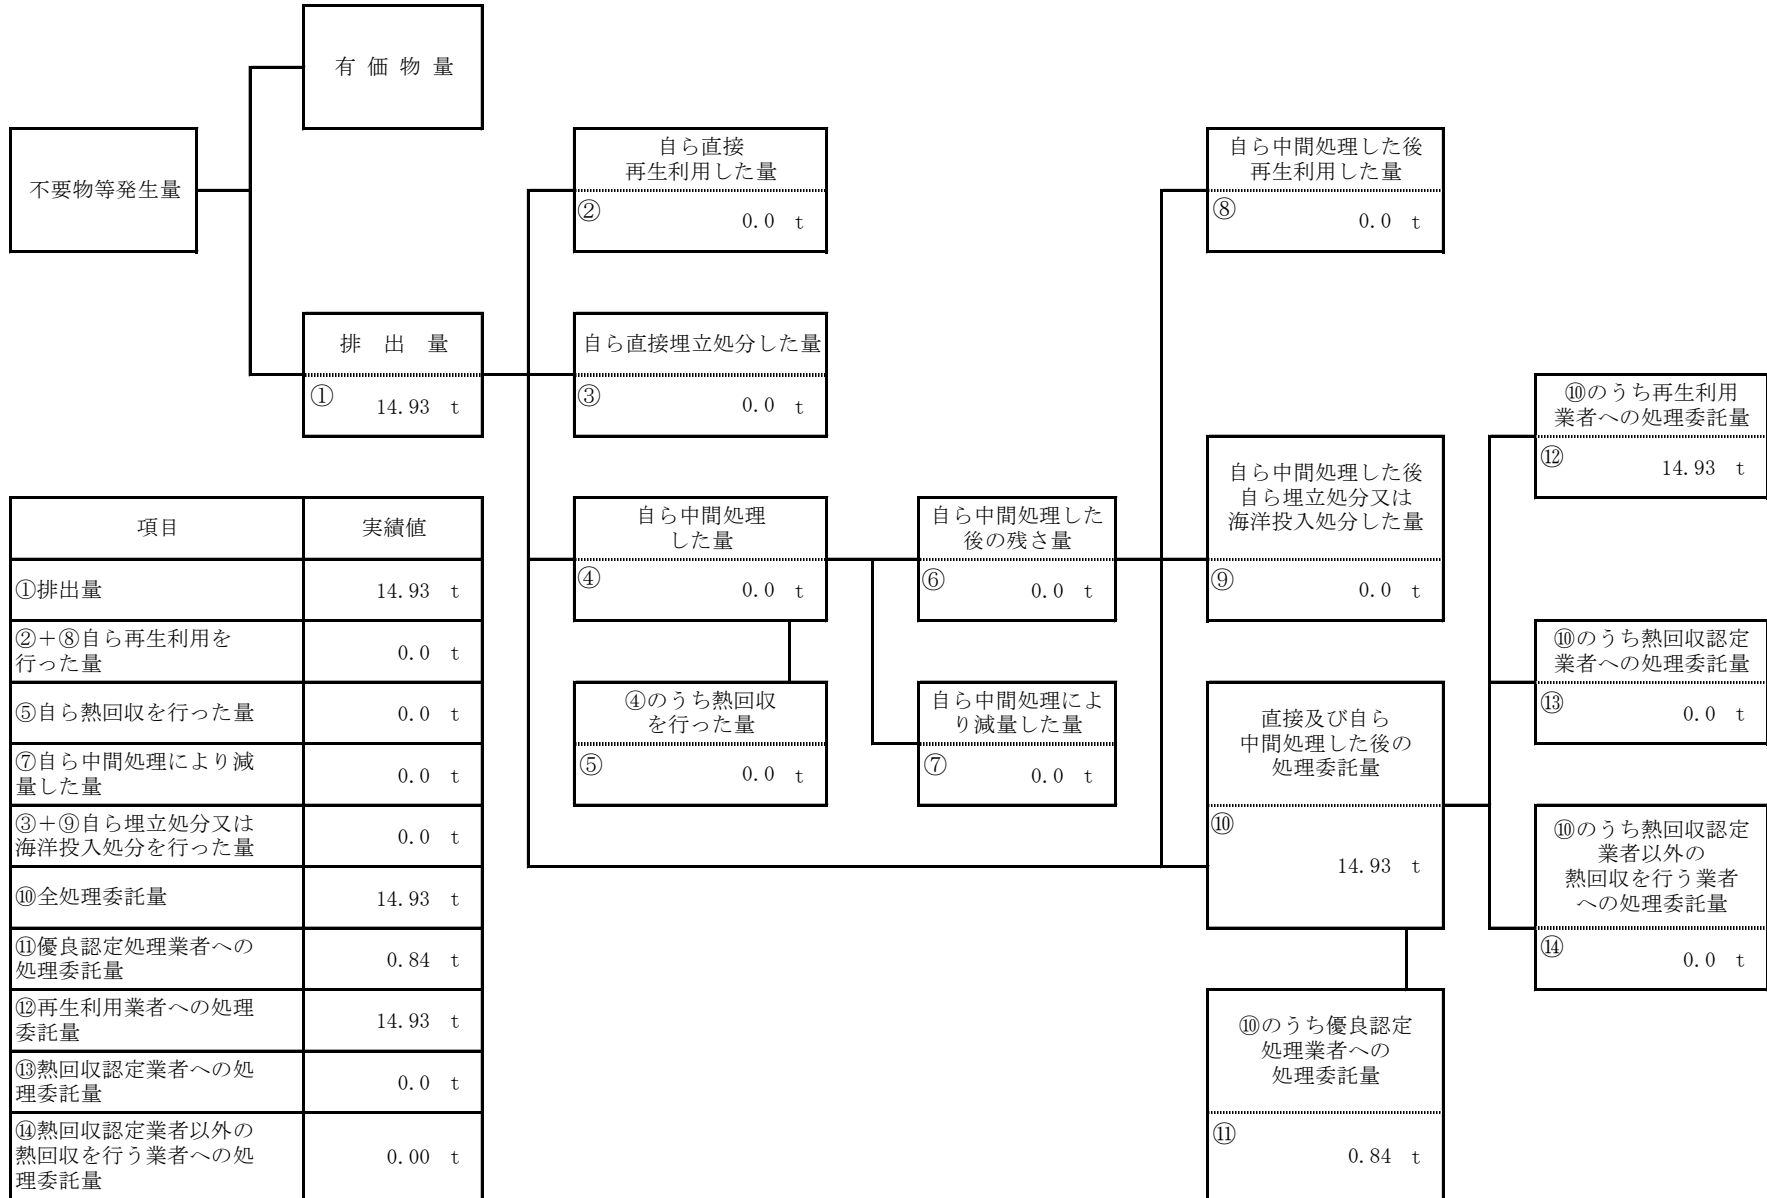 有 価 物 量
不要物等発生量
排 出 量
①
14.93 t
自ら直接
再生利用した量
②
0.0 t
自ら直接埋立処分した量
③
0.0 t
自ら中間処理
した量
④
0.0 t
④のうち熱回収
を行った量
⑤
0.0 t
自ら中間処理した
後の残さ量
⑥
0.0 t
自ら中間処理によ
り減量した量
⑦
0.0 t
自ら中間処理した後
再生利用した量
⑧
0.0 t
自ら中間処理した後
自ら埋立処分又は
海洋投入処分した量
⑨
0.0 t
直接及び自ら
中間処理した後の
処理委託量
⑩
14.93 t
⑩のうち優良認定
処理業者への
処理委託量
⑪
0.84 t
⑩のうち再生利用
業者への処理委託量
⑫
14.93 t
⑩のうち熱回収認定
業者への処理委託量
⑬
0.0 t
⑩のうち熱回収認定
業者以外の
熱回収を行う業者
への処理委託量
⑭
0.0 t
項目 実績値
①排出量 14.93 t
②+⑧自ら再生利用を
行った量 0.0 t
⑤自ら熱回収を行った量 0.0 t
⑦自ら中間処理により減
量した量 0.0 t
③+⑨自ら埋立処分又は
海洋投入処分を行った量 0.0 t
⑩全処理委託量 14.93 t
⑪優良認定処理業者への
処理委託量 0.84 t
⑫再生利用業者への処理
委託量 14.93 t
⑬熱回収認定業者への処
理委託量 0.0 t
⑭熱回収認定業者以外の
熱回収を行う業者への処
理委託量 0.00 t